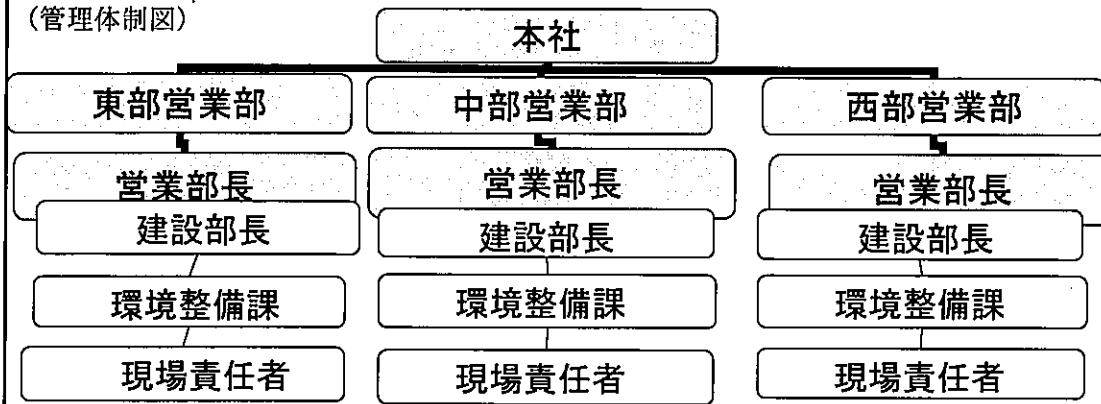 (管理体制図)
本社
東部営業部 中部営業部 西部営業部
営業部長 営業部長 営業部長
建設部長 建設部長 建設部長
環境整備課 環境整備課 環境整備課
現場責任者 現場責任者 現場責任者